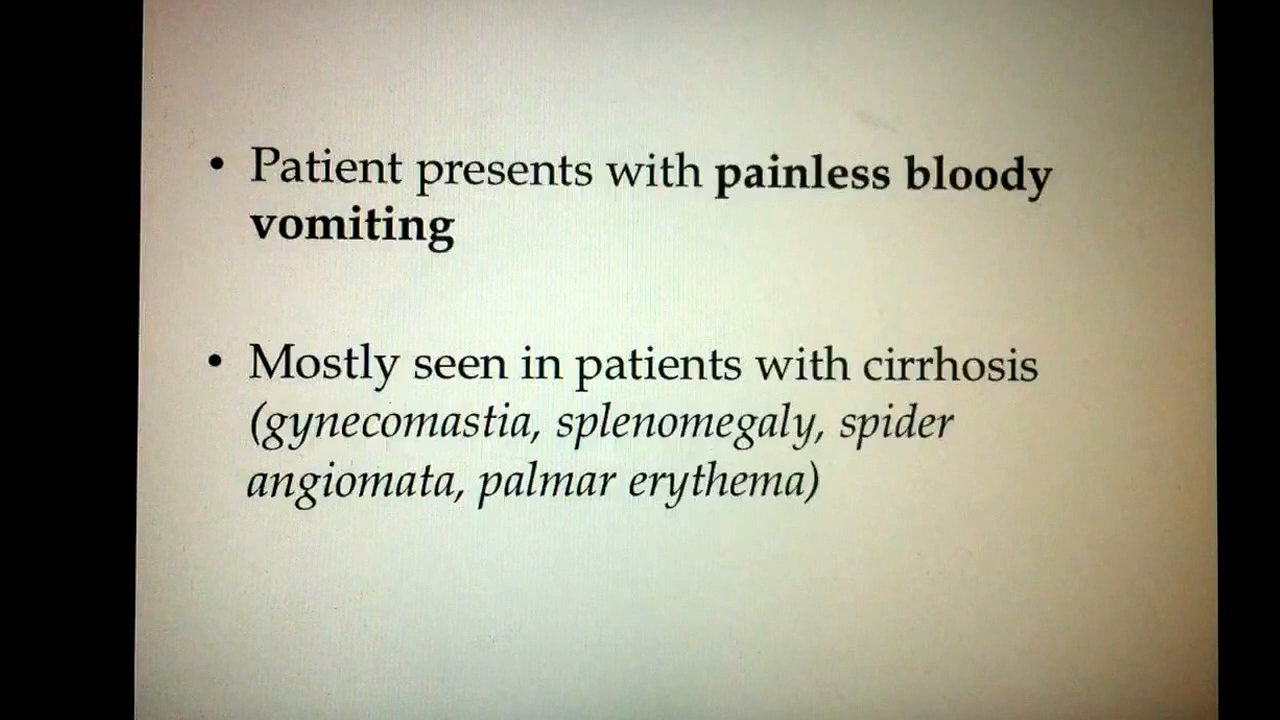 • Patient presents with painless bloody
vomiting
• Mostly seen in patients with cirrhosis
(gynecomastia, splenomegaly, spider
angiomata, palmar erythema)